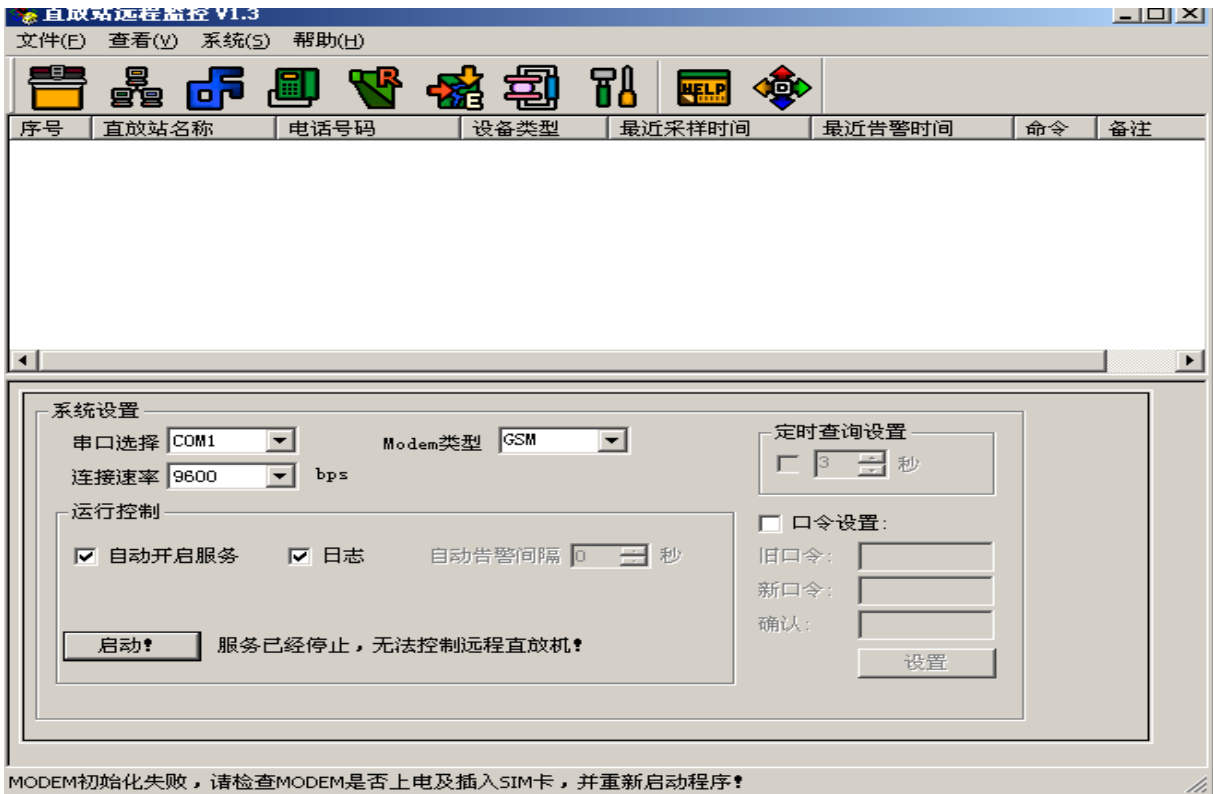 直放站远程监控 V1.3
文件(F) 查看(V) 系统(S) 帮助(H)
R E HELP
序号 直放站名称 电话号码 设备类型 最近采样时间 最近告警时间 命令 备注
系统设置
串口选择 COM1 Modem类型 GSM
连接速率 9600 bps
定时查询设置
3 秒
运行控制
自动开启服务 日志 自动告警间隔 0 秒
启动! 服务已经停止，无法控制远程直放机!
口令设置:
旧口令:
新口令:
确认:
设置
MODEM初始化失败，请检查MODEM是否上电及插入SIM卡，并重新启动程序!